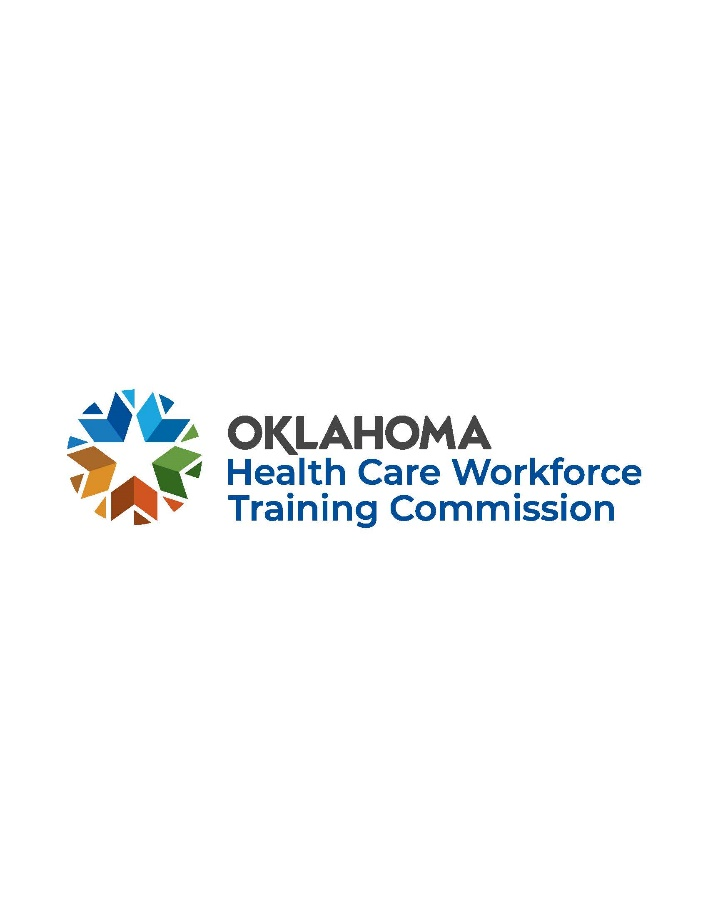 OKLAHOMA
Health Care Workforce
Training Commission